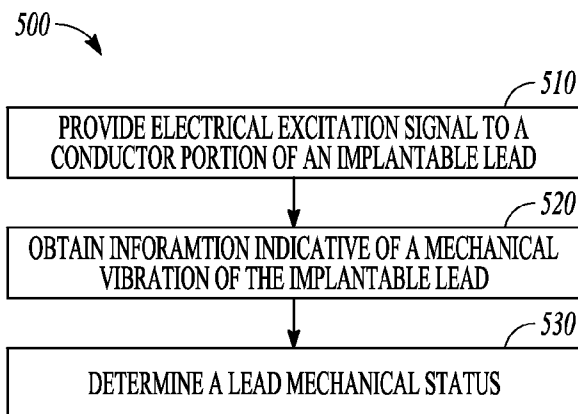 500
510
PROVIDE ELECTRICAL EXCITATION SIGNAL TO A
CONDUCTOR PORTION OF AN IMPLANTABLE LEAD
520
OBTAIN INFORAMTION INDICATIVE OF A MECHANICAL
VIBRATION OF THE IMPLANTABLE LEAD
530
DETERMINE A LEAD MECHANICAL STATUS